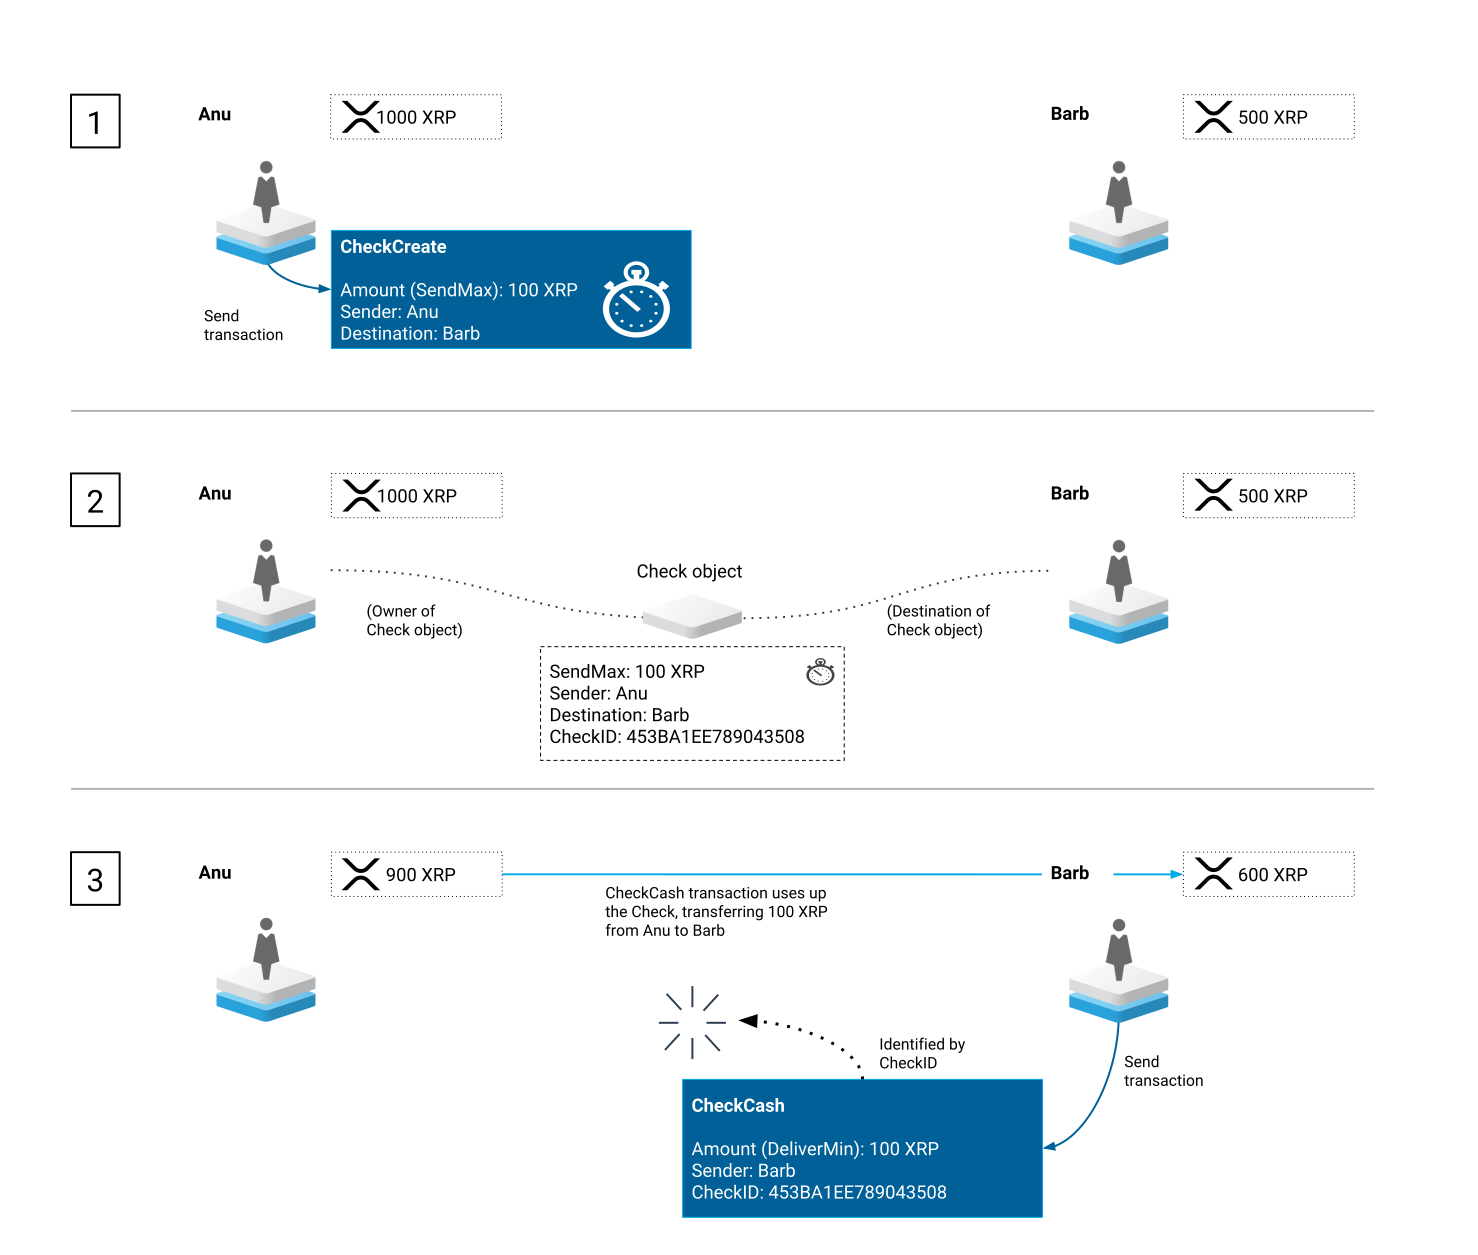 1
Anu
1000 XRP
Barb
500 XRP
CheckCreate
Amount (SendMax): 100 XRP
Sender: Anu
Destination: Barb
Send
transaction
2
Anu
1000 XRP
Barb
500 XRP
Check object
(Owner of
Check object)
(Destination of
Check object)
SendMax: 100 XRP
Sender: Anu
Destination: Barb
CheckID: 453BA1EE789043508
3
Anu
900 XRP
Barb
600 XRP
CheckCash transaction uses up
the Check, transferring 100 XRP
from Anu to Barb
Identified by
CheckID
Send
transaction
CheckCash
Amount (DeliverMin): 100 XRP
Sender: Barb
CheckID: 453BA1EE789043508